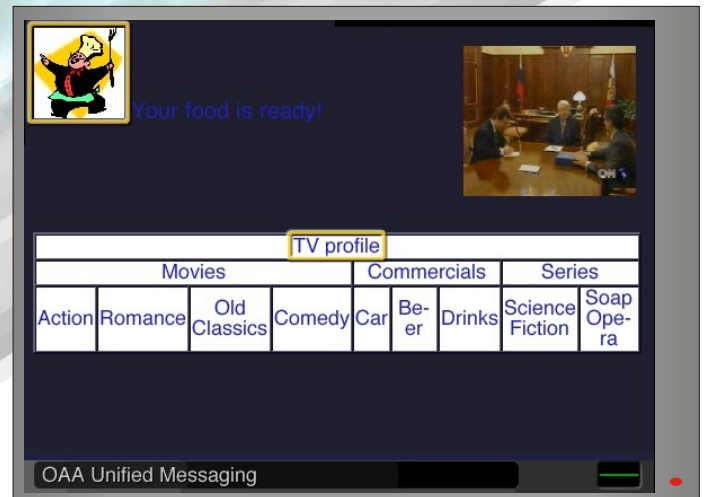 Your food is ready!
CNN
TV profile
Movies Commercials Series
Action Romance Old Classics Comedy Car Be-er Drinks Science Fiction Soap Ope-ra
OAA Unified Messaging